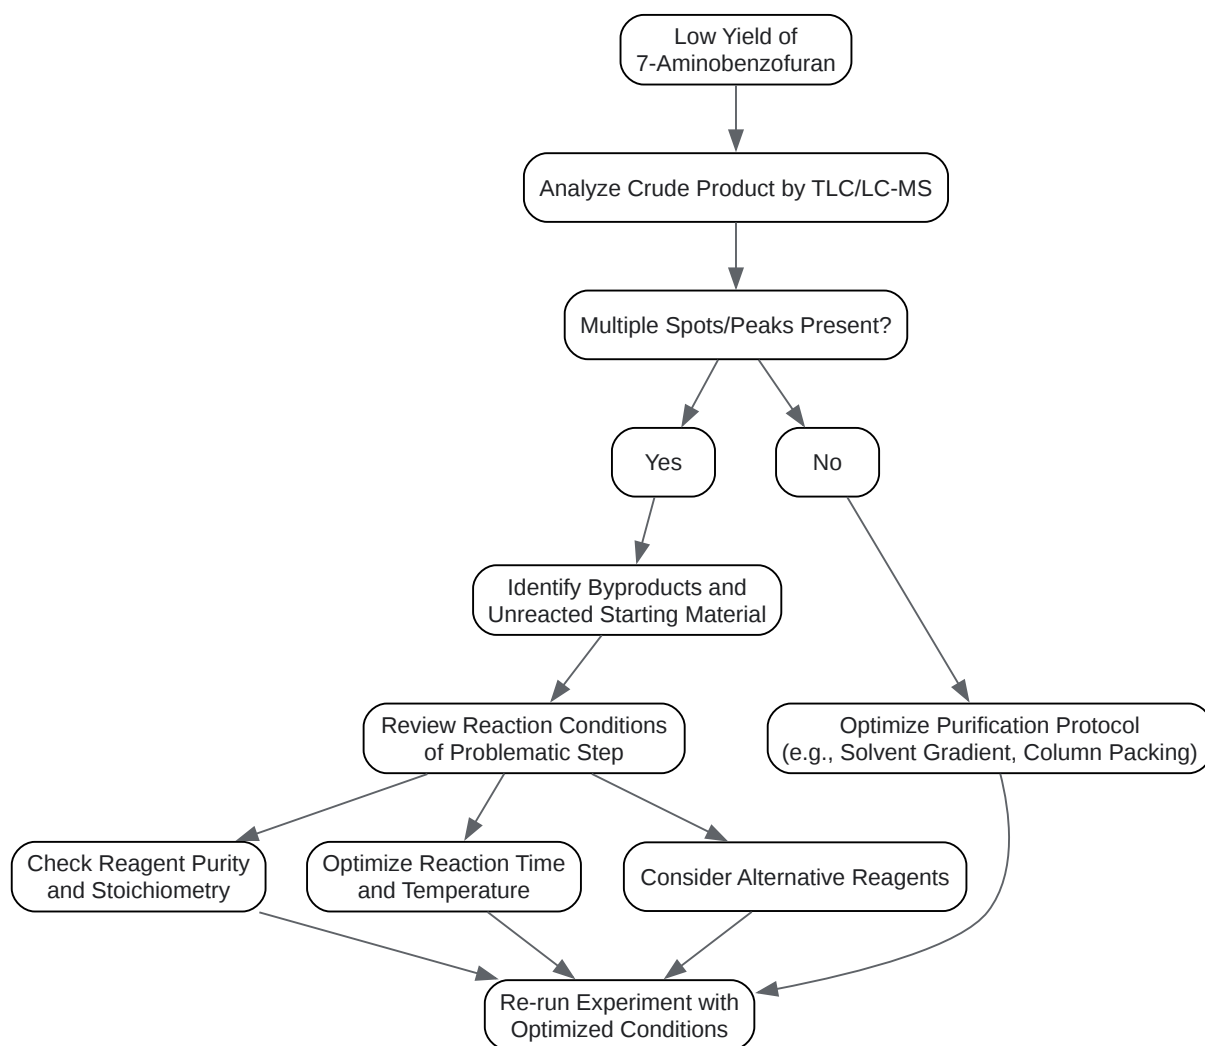 Low Yield of
7-Aminobenzofuran
Analyze Crude Product by TLC/LC-MS
Multiple Spots/Peaks Present?
Yes
No
Identify Byproducts and
Unreacted Starting Material
Review Reaction Conditions
of Problematic Step
Optimize Purification Protocol
(e.g., Solvent Gradient, Column Packing)
Check Reagent Purity
and Stoichiometry
Optimize Reaction Time
and Temperature
Consider Alternative Reagents
Re-run Experiment with
Optimized Conditions